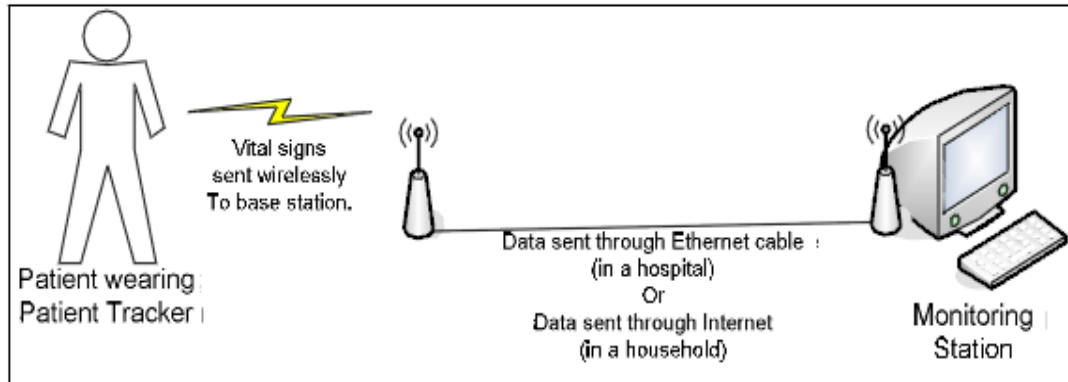 Vital signs
sent wirelessly
To base station.
Patient wearing
Patient Tracker
Data sent through Ethernet cable
(in a hospital)
Or
Data sent through Internet
(in a household)
Monitoring
Station